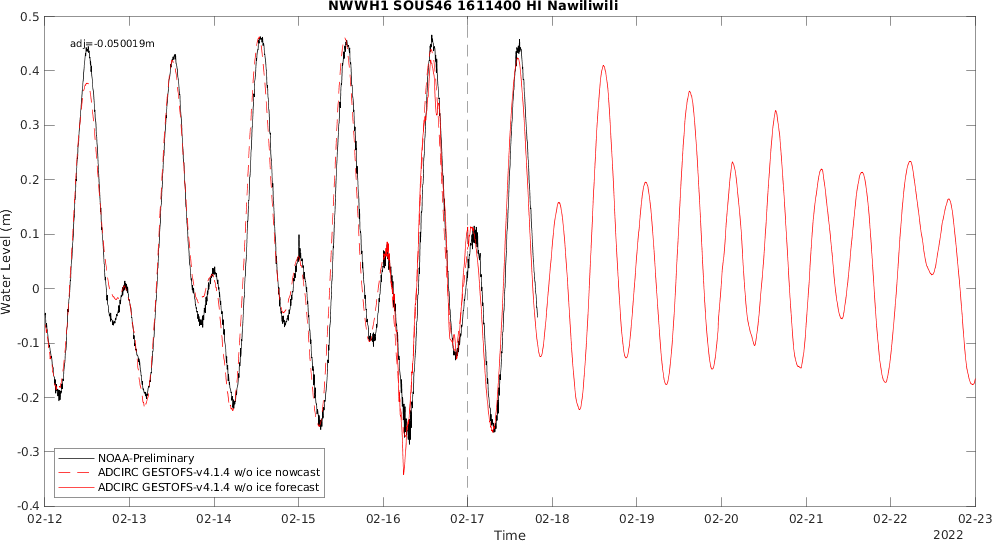 NWWH1 SOUS46 1611400 HI Nawiliwili
adj=-0.050019m
0.5
0.4
0.3
0.2
0.1
0
-0.1
-0.2
-0.3
-0.4
Water Level (m)
NOAA-Preliminary
ADCIRC GESTOFS-v4.1.4 w/o ice nowcast
ADCIRC GESTOFS-v4.1.4 w/o ice forecast
02-12 02-13 02-14 02-15 02-16 02-17 02-18 02-19 02-20 02-21 02-22 02-23
Time
2022